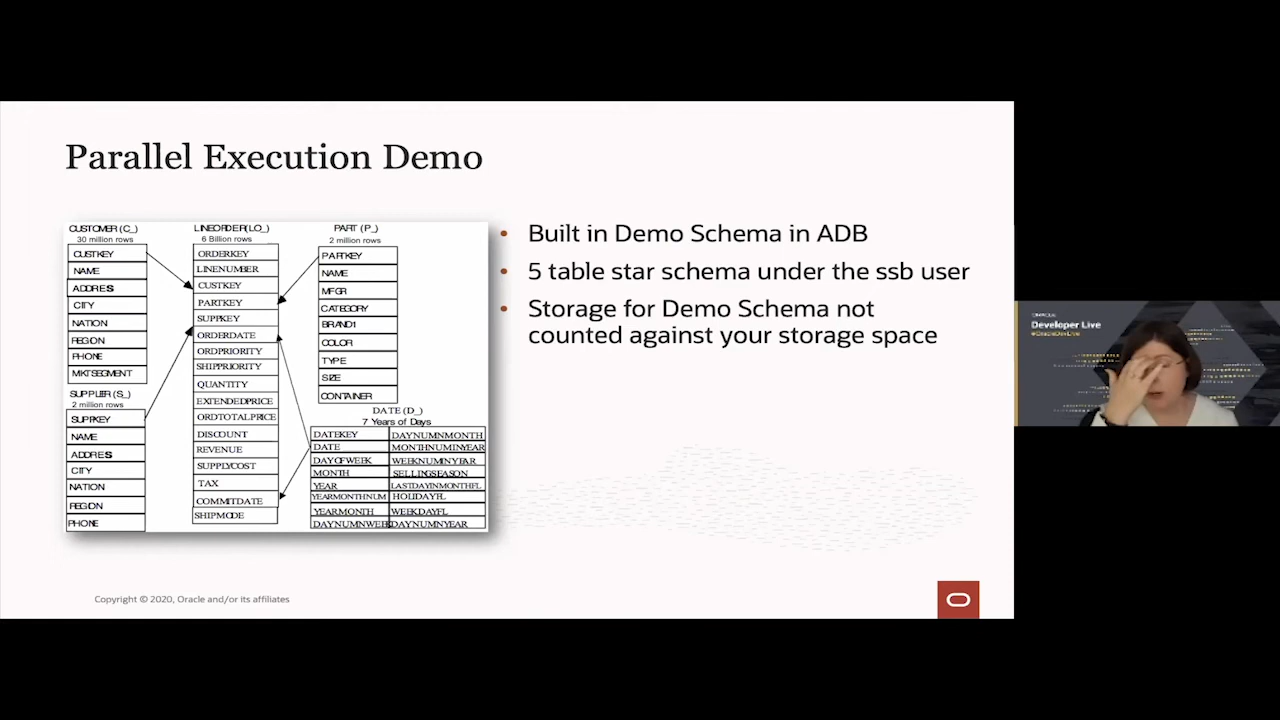 Parallel Execution Demo
CUSTOMER (C_)
30 million rows
CUSTKEY
NAME
ADDRESS
CITY
NATION
REGION
PHONE
MKTSEGMENT
SUPPLIER (S_)
2 million rows
SUPPKEY
NAME
ADDRESS
CITY
NATION
REGION
PHONE
LINEORDER(LO_)
6 Billion rows
ORDERKEY
LINENUMBER
CUSTKEY
PARTKEY
SUPPKEY
ORDERDATE
ORDPRIORITY
SHIPPRIORITY
QUANTITY
EXTENDEDPRICE
ORDTOTALPRICE
DISCOUNT
REVENUE
SUPPLYCOST
TAX
COMMITDATE
SHIPMODE
PART (P_)
2 million rows
PARTKEY
NAME
MFGR
CATEGORY
BRAND1
COLOR
TYPE
SIZE
CONTAINER
DATE (D_)
7 Years of Days
DATEKEY DAYNUMNMONTH
DATE MONTHNUMINYEAR
DAYOFWEEK WEEKNUMINYEAR
MONTH SELLINGSEASON
YEAR LASTDAYINMONTHFL
YEARMONTHNUM HOLIDAYFL
YEARMONTH WEEKDAYFL
DAYNUMNWEEK DAYNUMNYEAR
• Built in Demo Schema in ADB
• 5 table star schema under the ssb user
• Storage for Demo Schema not
counted against your storage space
Copyright © 2020, Oracle and/or its affiliates
ORACLE
Developer Live
#OracleDevLive